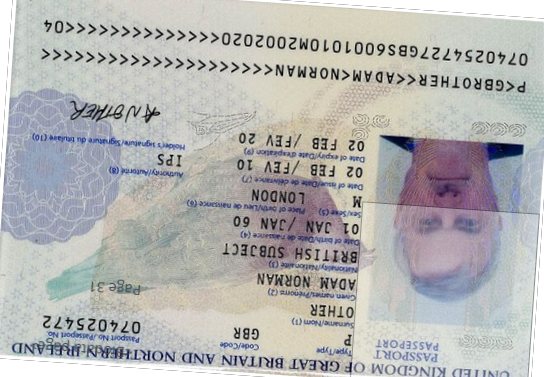 UNITED KINGDOM OF GREAT BRITAIN AND NORTHERN IRELAND
PASSPORT
PASSEPORT
Type/Type
P
Code/Code
GBR
Passport No./Passeport No.
074025472
Surname/Nom (1)
OTHER
Given names/Prénoms (2)
ADAM NORMAN
Nationality/Nationalité (3)
BRITISH SUBJECT
Date of birth/Date de naissance (4)
01 JAN /JAN 60
Sex/Sexe (5) Place of birth/Lieu de naissance (6)
M LONDON
Date of issue/Date de délivrance (7)
02 FEB /FEV 10
Authority/Autorité (8)
IPS
Date of expiry/Date d'expiration (9)
02 FEB /FEV 20
Holder's signature/Signature du titulaire (10)
Page 31
P<GBROTHER<<ADAM<NORMAN<<<<<<<<<<<<<<<<<<<<<
0740254727GBS6001010M2002020<<<<<<<<<<<<<<04